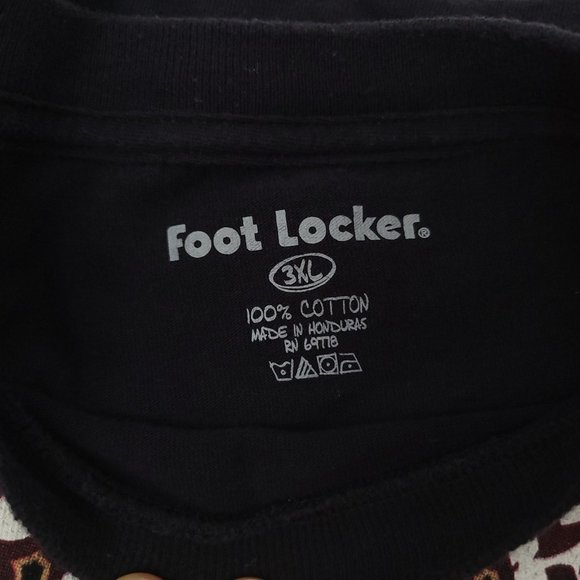 Foot Locker®
3XL
100% COTTON
MADE IN HONDURAS
RN 69778